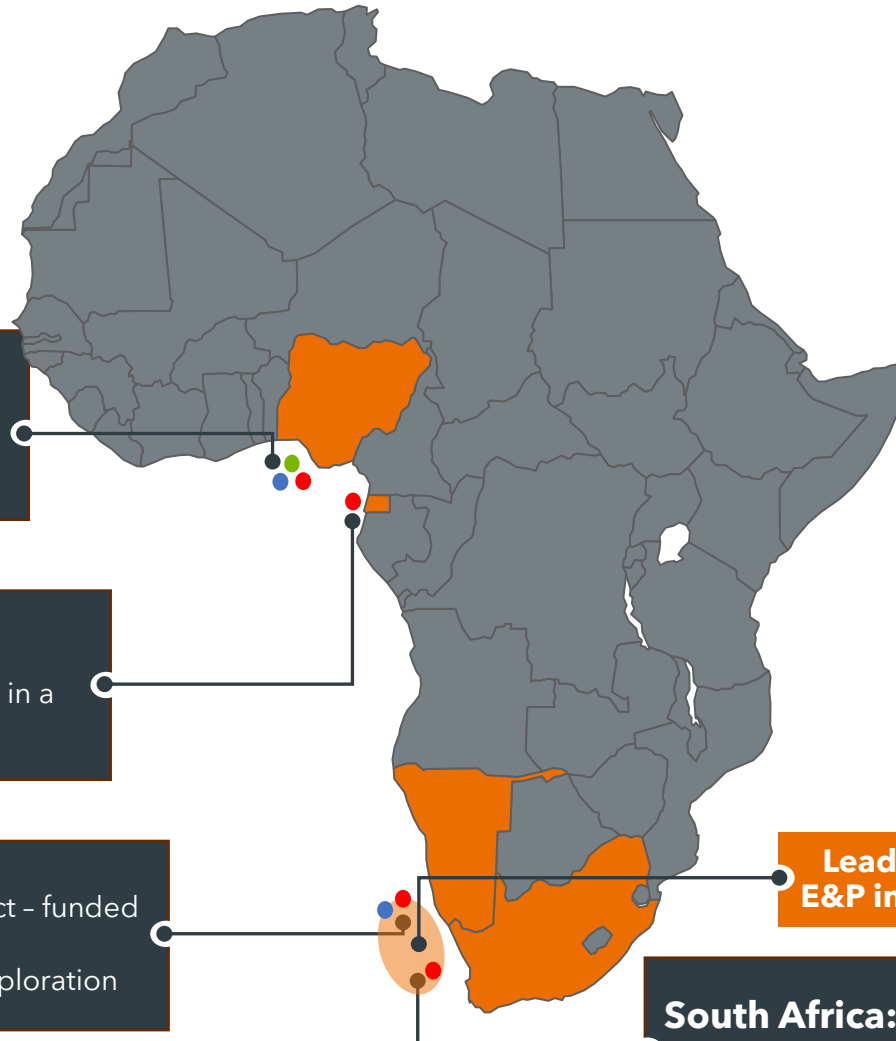 in a
ct – funded
ploration
Lead
E&P in
South Africa: